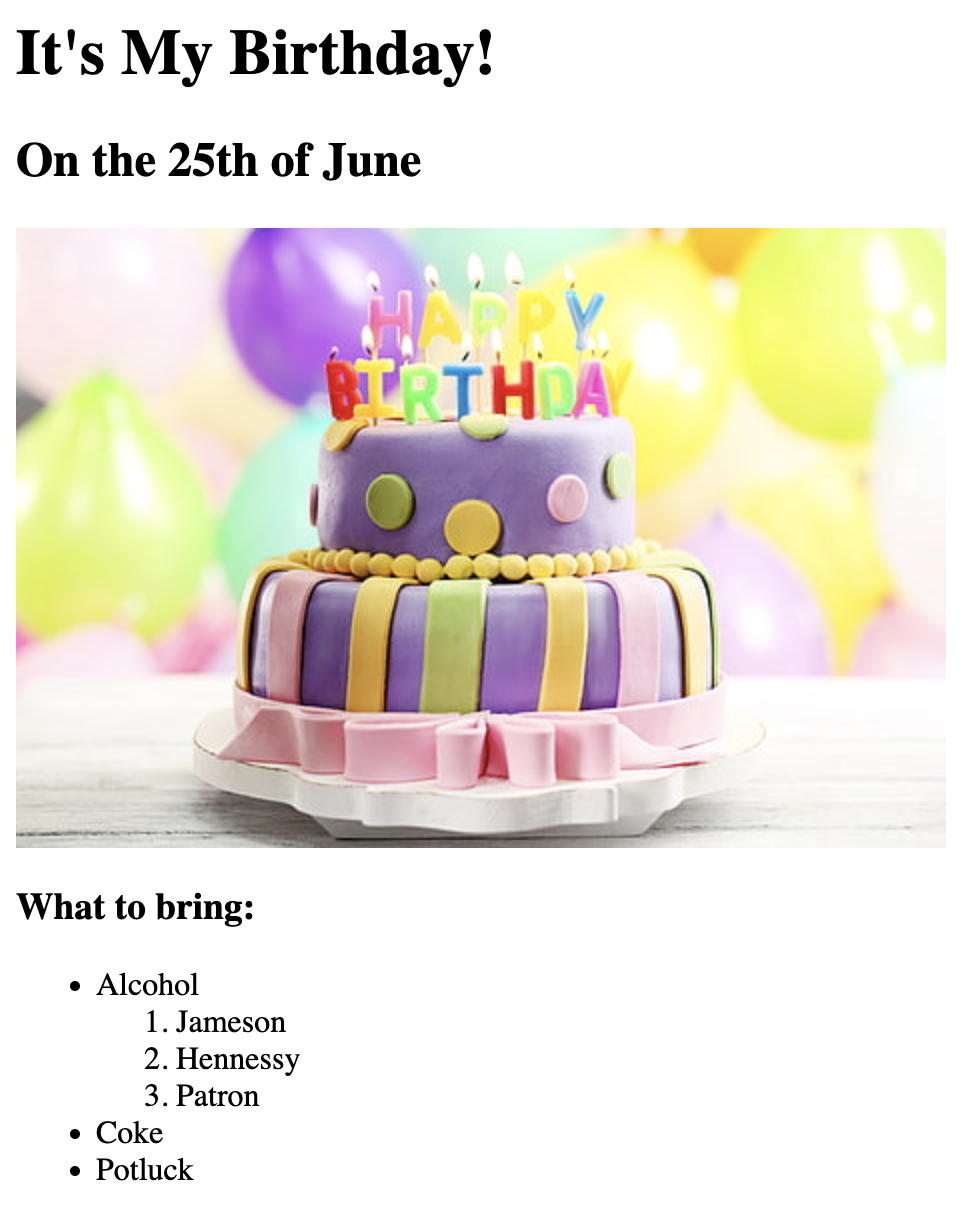 It's My Birthday!
On the 25th of June
HAPPY
BIRTHDAY
What to bring:
• Alcohol
1. Jameson
2. Hennessy
3. Patron
• Coke
• Potluck